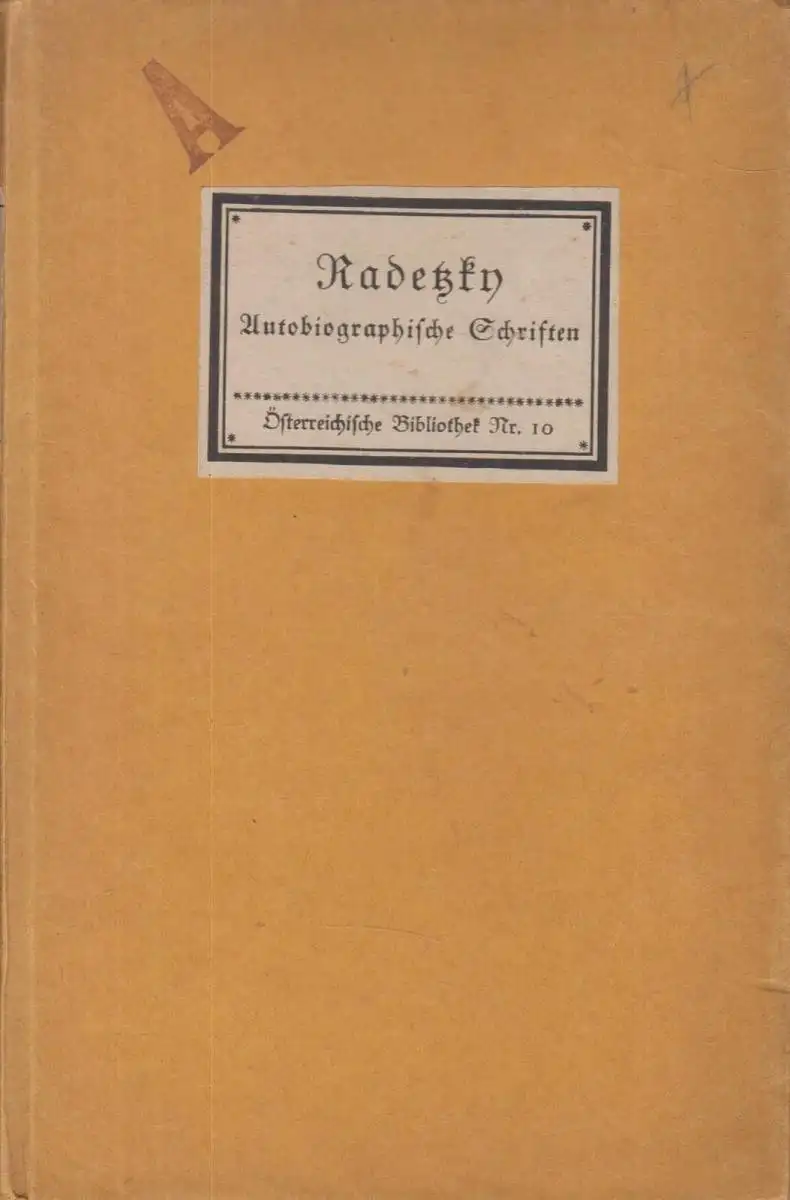 A
Radetzky
Autobiographische Schriften
Österreichische Bibliothek Nr. 10